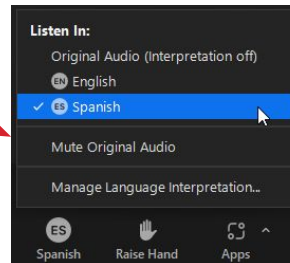 Listen In:
Original Audio (Interpretation off)
EN English
ES Spanish
Mute Original Audio
Manage Language Interpretation...
ES
Spanish Raise Hand Apps